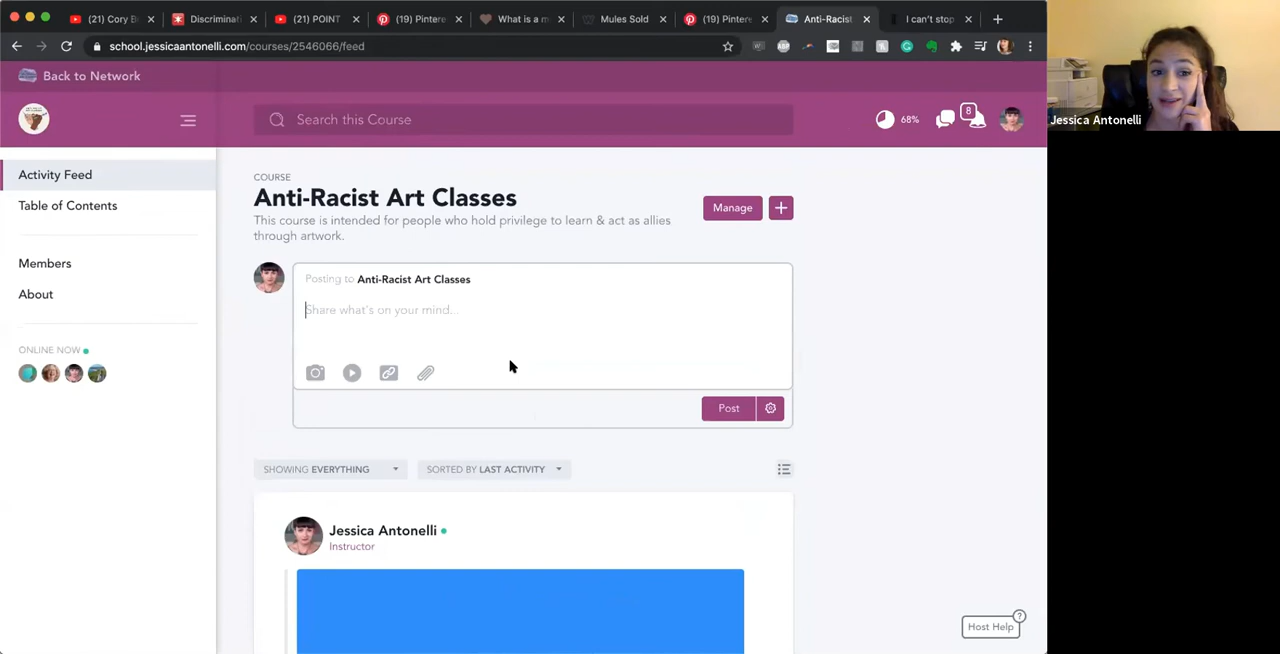 (19) Cory B
Discriminati
(21) POINT
(19) Pintere
What is a m
Mules Sold
(19) Pintere
Anti-Racist
I can't stop
school.jessicaantonelli.com/courses/2546066/feed
Back to Network
Search this Course
68%
8
Jessica Antonelli
Activity Feed
Table of Contents
Members
About
ONLINE NOW
COURSE
Anti-Racist Art Classes
This course is intended for people who hold privilege to learn & act as allies
through artwork.
Manage
Posting to Anti-Racist Art Classes
Share what's on your mind...
Post
SHOWING EVERYTHING
SORTED BY LAST ACTIVITY
Jessica Antonelli
Instructor
Host Help
?